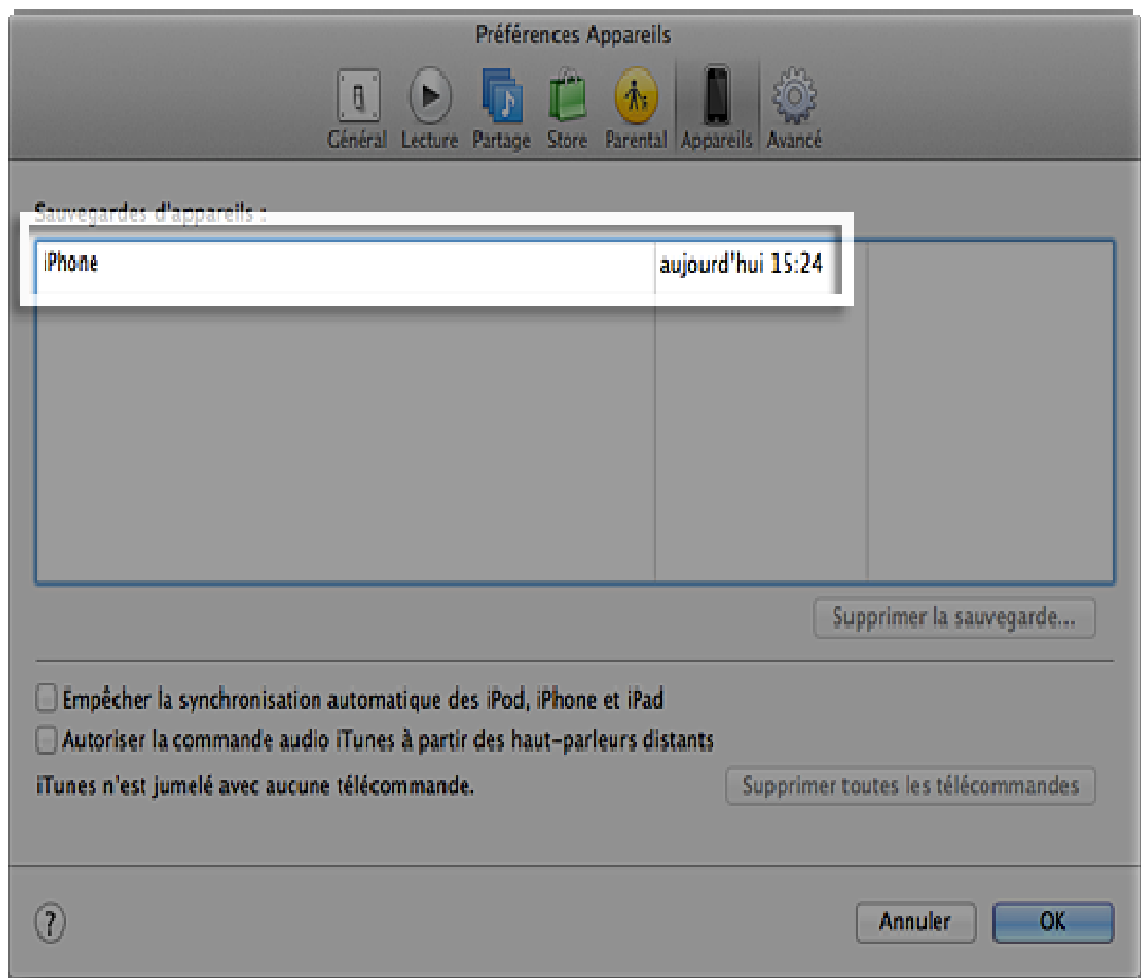 Préférences Appareils
Général Lecture Partage Store Parental Appareils Avancé
Sauvegardes d'appareils :
iPhone aujourd'hui 15:24
Supprimer la sauvegarde...
Empêcher la synchronisation automatique des iPod, iPhone et iPad
Autoriser la commande audio iTunes à partir des haut-parleurs distants
iTunes n'est jumelé avec aucune télécommande. Supprimer toutes les télécommandes
? Annuler OK